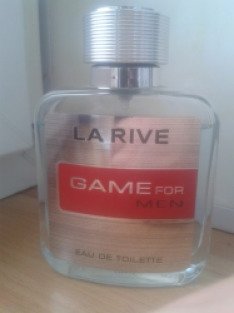 LA RIVE
GAME FOR
MEN
EAU DE TOILETTE